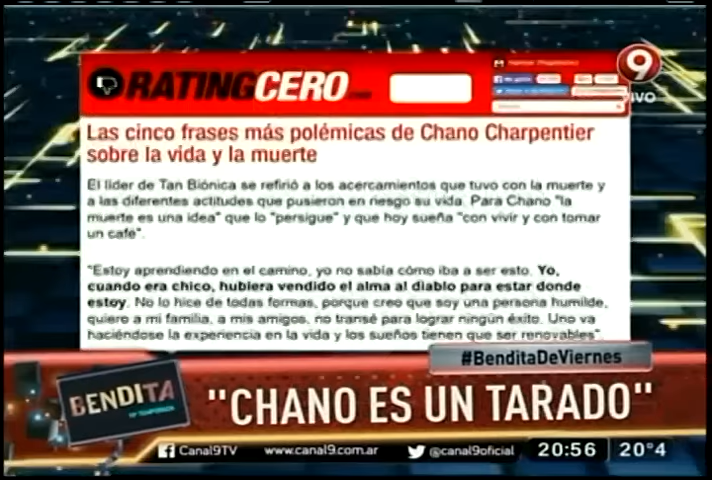 RATINGCERO
9
VIVO
Las cinco frases más polémicas de Chano Charpentier
sobre la vida y la muerte
El líder de Tan Biónica se refirió a los acercamientos que tuvo con la muerte y
a las diferentes actitudes que pusieron en riesgo su vida. Para Chano "la
muerte es una idea" que lo "persigue" y que hoy sueña "con vivir y con tomar
un café".
"Estoy aprendiendo en el camino, yo no sabía cómo iba a ser esto. Yo,
cuando era chico, hubiera vendido el alma al diablo para estar donde
estoy. No lo hice de todas formas, porque creo que soy una persona humilde,
quiero a mi familia, a mis amigos, no transé para lograr ningún éxito. Uno va
haciéndose la experiencia en la vida y los sueños tienen que ser renovables".
#BenditaDeViernes
BENDITA
"CHANO ES UN TARADO"
Canal9TV www.canal9.com.ar @canal9oficial 20:56 20°4